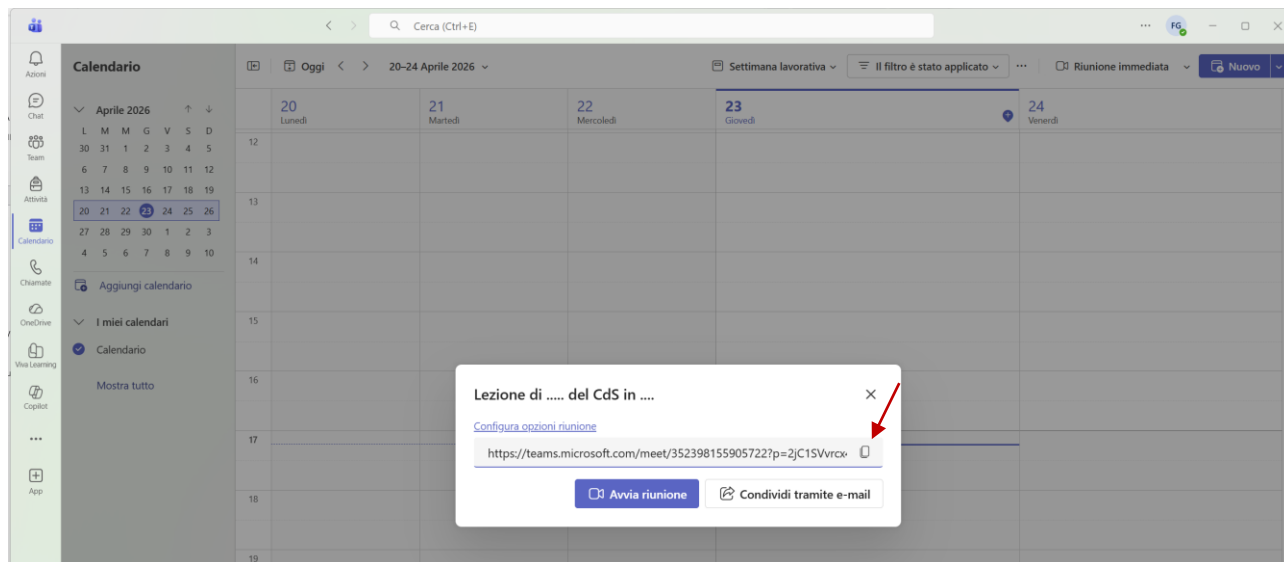 Cerca (Ctrl+E)
FG
Azioni
Chat
Team
Attività
Calendario
Chiamate
OneDrive
Viva Learning
Copilot
App
Calendario
Aprile 2026
L M M G V S D
30 31 1 2 3 4 5
6 7 8 9 10 11 12
13 14 15 16 17 18 19
20 21 22 23 24 25 26
27 28 29 30 1 2 3
4 5 6 7 8 9 10
Aggiungi calendario
I miei calendari
Calendario
Mostra tutto
Oggi
20–24 Aprile 2026
Settimana lavorativa
Il filtro è stato applicato
Riunione immediata
Nuovo
20
Lunedì
21
Martedì
22
Mercoledì
23
Giovedì
24
Venerdì
12
13
14
15
16
17
18
19
Lezione di ..... del CdS in ....
Configura opzioni riunione
https://teams.microsoft.com/meet/352398155905722?p=2jC1SVvrcx
Avvia riunione
Condividi tramite e-mail